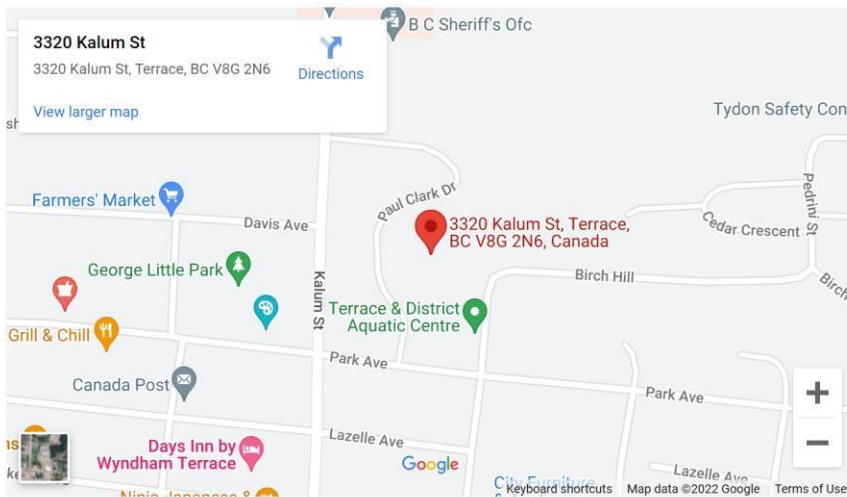 3320 Kalum St
3320 Kalum St, Terrace, BC V8G 2N6
Directions
View larger map
B C Sheriff's Ofc
Tydon Safety Con
Pedrini St
Paul Clark Dr
Farmers' Market
Davis Ave
3320 Kalum St, Terrace,
BC V8G 2N6, Canada
Cedar Crescent
George Little Park
Kalum St
Birch Hill
Birch
Terrace & District
Aquatic Centre
Grill & Chill
Park Ave
Canada Post
Park Ave
Lazelle Ave
Days Inn by
Wyndham Terrace
Google
Lazelle Ave
City Furniture
Keyboard shortcuts
Map data ©2022 Google
Terms of Use